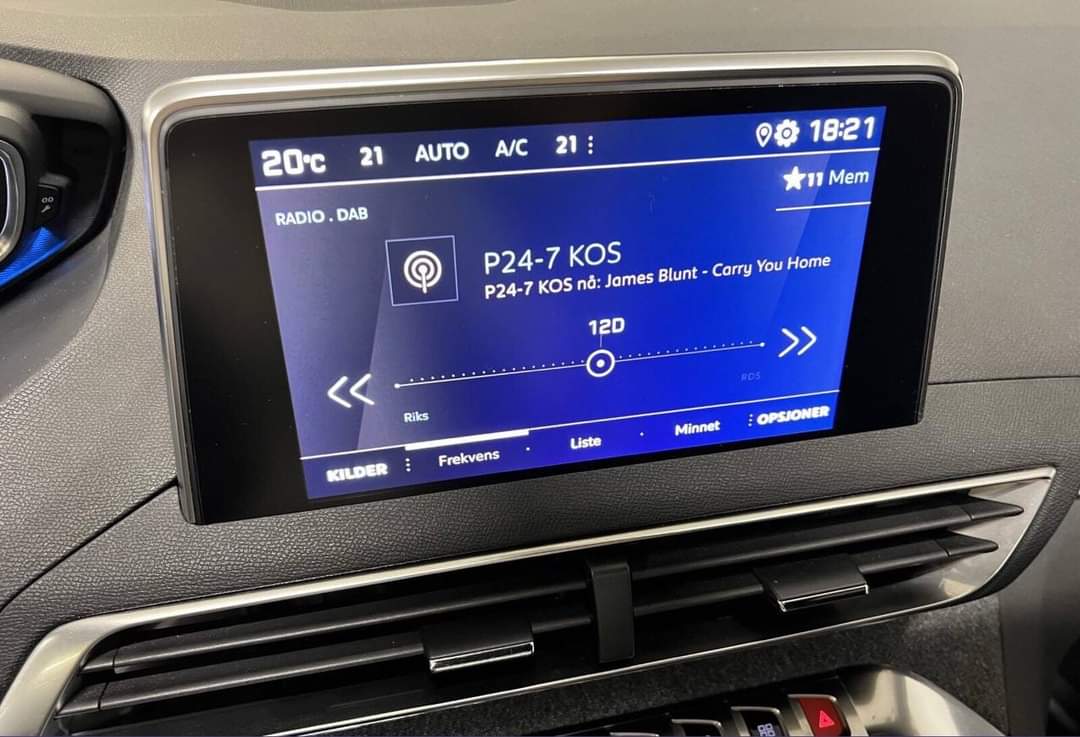 20°C 21 AUTO A/C 21 18:21
11 Mem
RADIO . DAB
P24-7 KOS
P24-7 KOS nå: James Blunt - Carry You Home
12D
RDS
Riks
KILDER Frekvens Liste Minnet OPSJONER